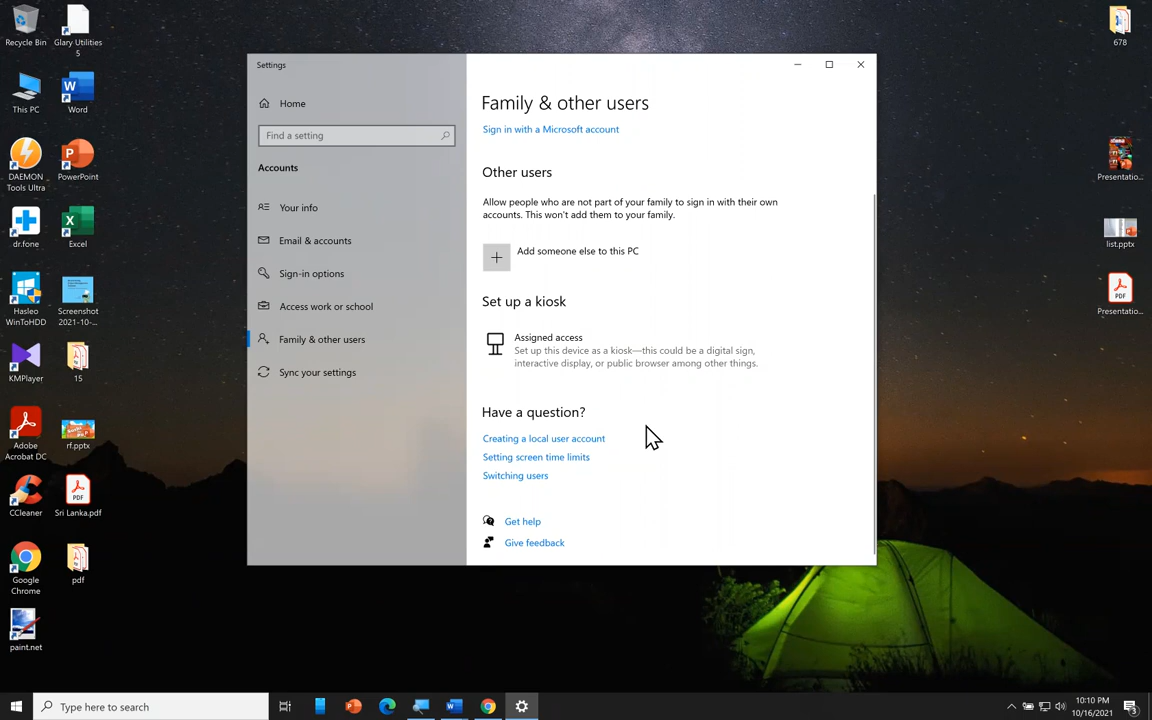 Recycle Bin
Glary Utilities
5
This PC
Word
DAEMON
Tools Ultra
PowerPoint
dr.fone
Excel
Hasleo
WinToHDD
Screenshot
2021-10-...
KMPlayer
15
Adobe
Acrobat DC
rf.pptx
CCleaner
PDF
Sri Lanka.pdf
Google
Chrome
pdf
paint.net
Settings
Home
Find a setting
Accounts
Your info
Email & accounts
Sign-in options
Access work or school
Family & other users
Sync your settings
Family & other users
Sign in with a Microsoft account
Other users
Allow people who are not part of your family to sign in with their own
accounts. This won't add them to your family.
Add someone else to this PC
Set up a kiosk
Assigned access
Set up this device as a kiosk—this could be a digital sign,
interactive display, or public browser among other things.
Have a question?
Creating a local user account
Setting screen time limits
Switching users
Get help
Give feedback
678
Presentatio...
list.pptx
PDF
Presentatio...
Type here to search
10:10 PM
10/16/2021
3